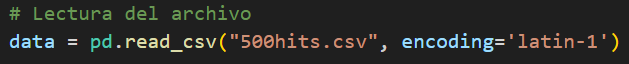 # Lectura del archivo
data = pd.read_csv("500hits.csv", encoding='latin-1')